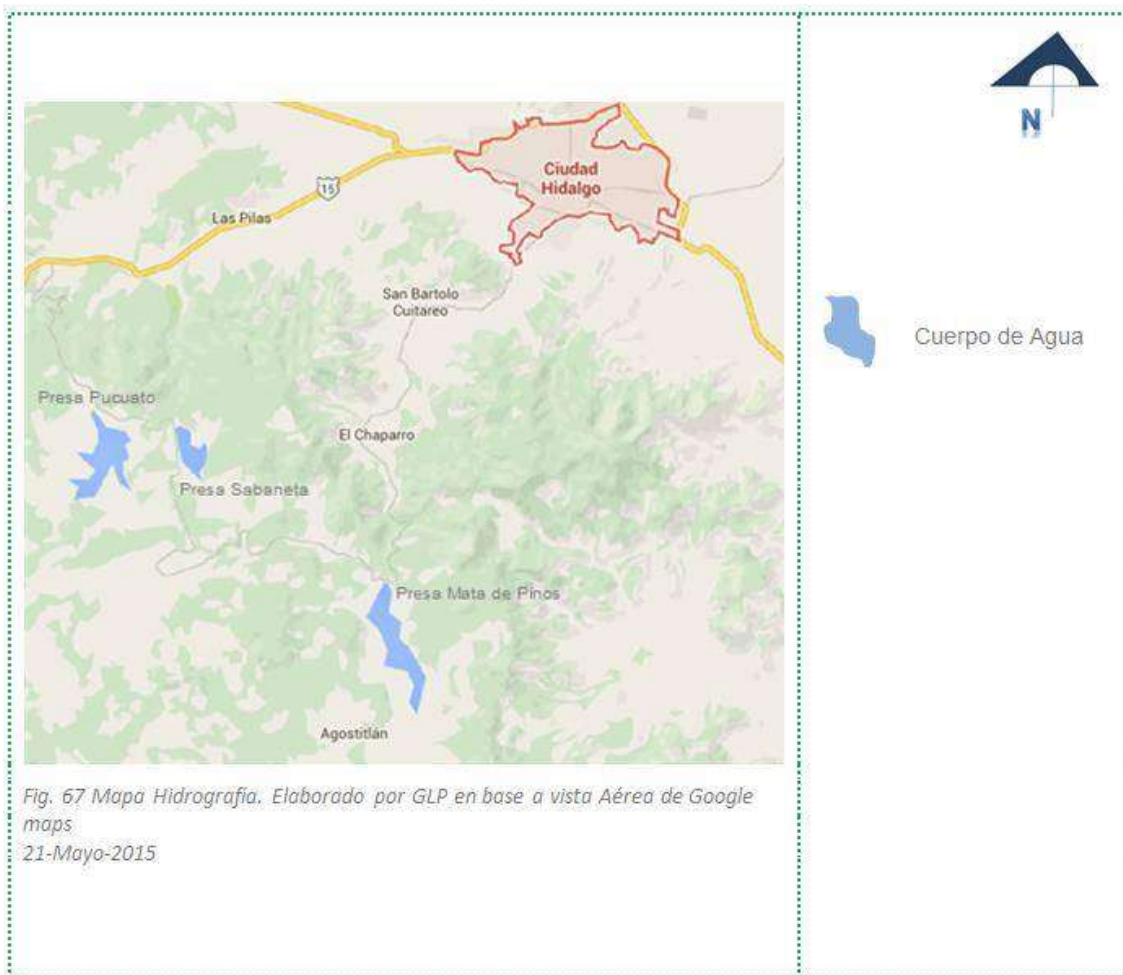 N
Ciudad
Hidalgo
15
Las Pilas
San Bartolo
Cuitareo
Presa Pucuato
El Chaparro
Presa Sabaneta
Presa Mata de Pinos
Agostitlán
Cuerpo de Agua
Fig. 67 Mapa Hidrografía. Elaborado por GLP en base a vista Aérea de Google
maps
21-Mayo-2015